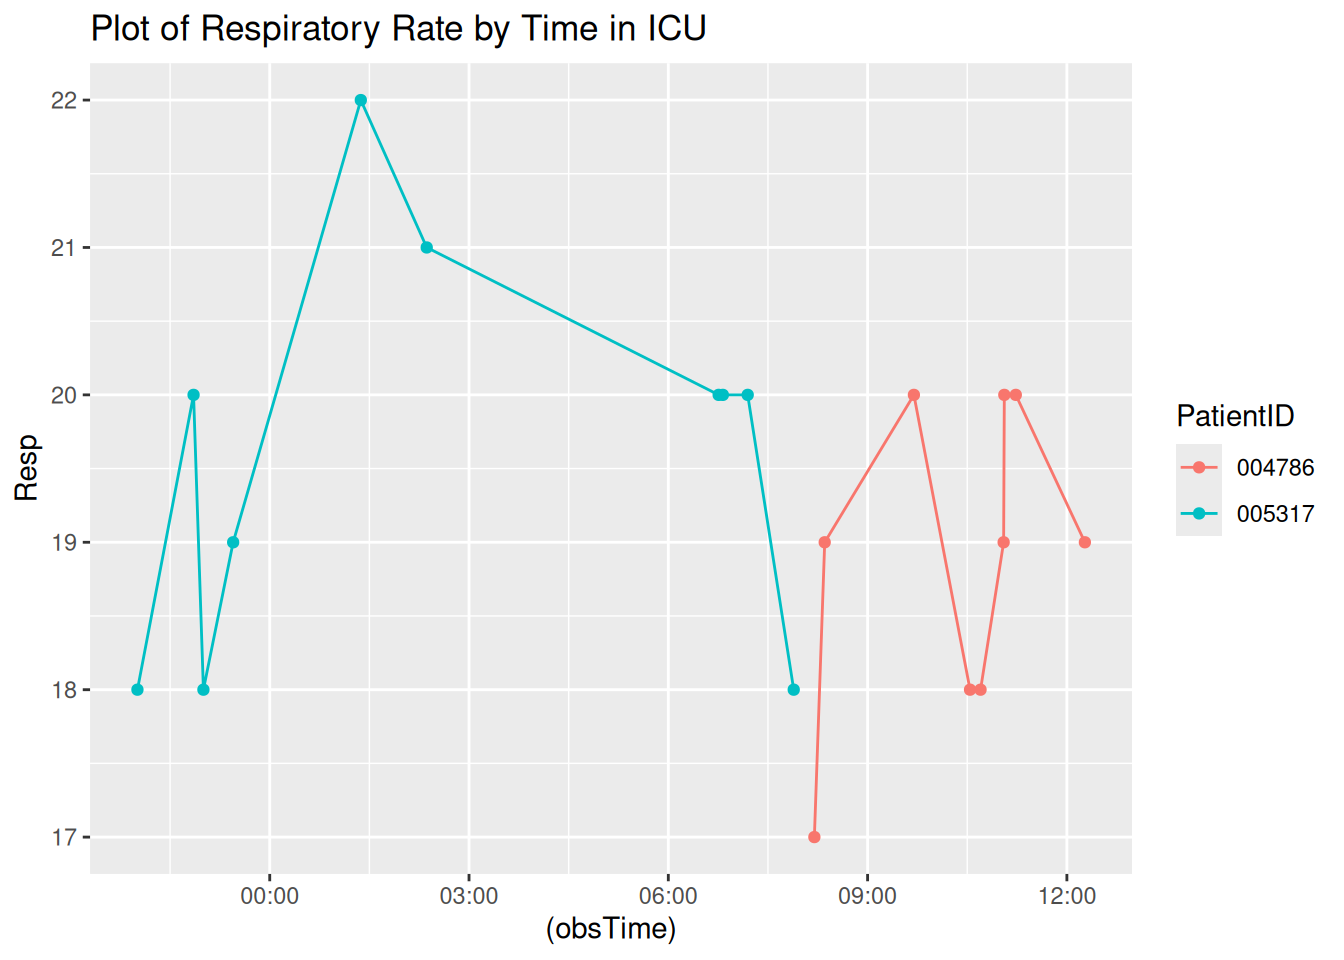 Plot of Respiratory Rate by Time in ICU
22
21
20
19
18
17
Resp
00:00 03:00 06:00 09:00 12:00
(obsTime)
PatientID
004786
005317